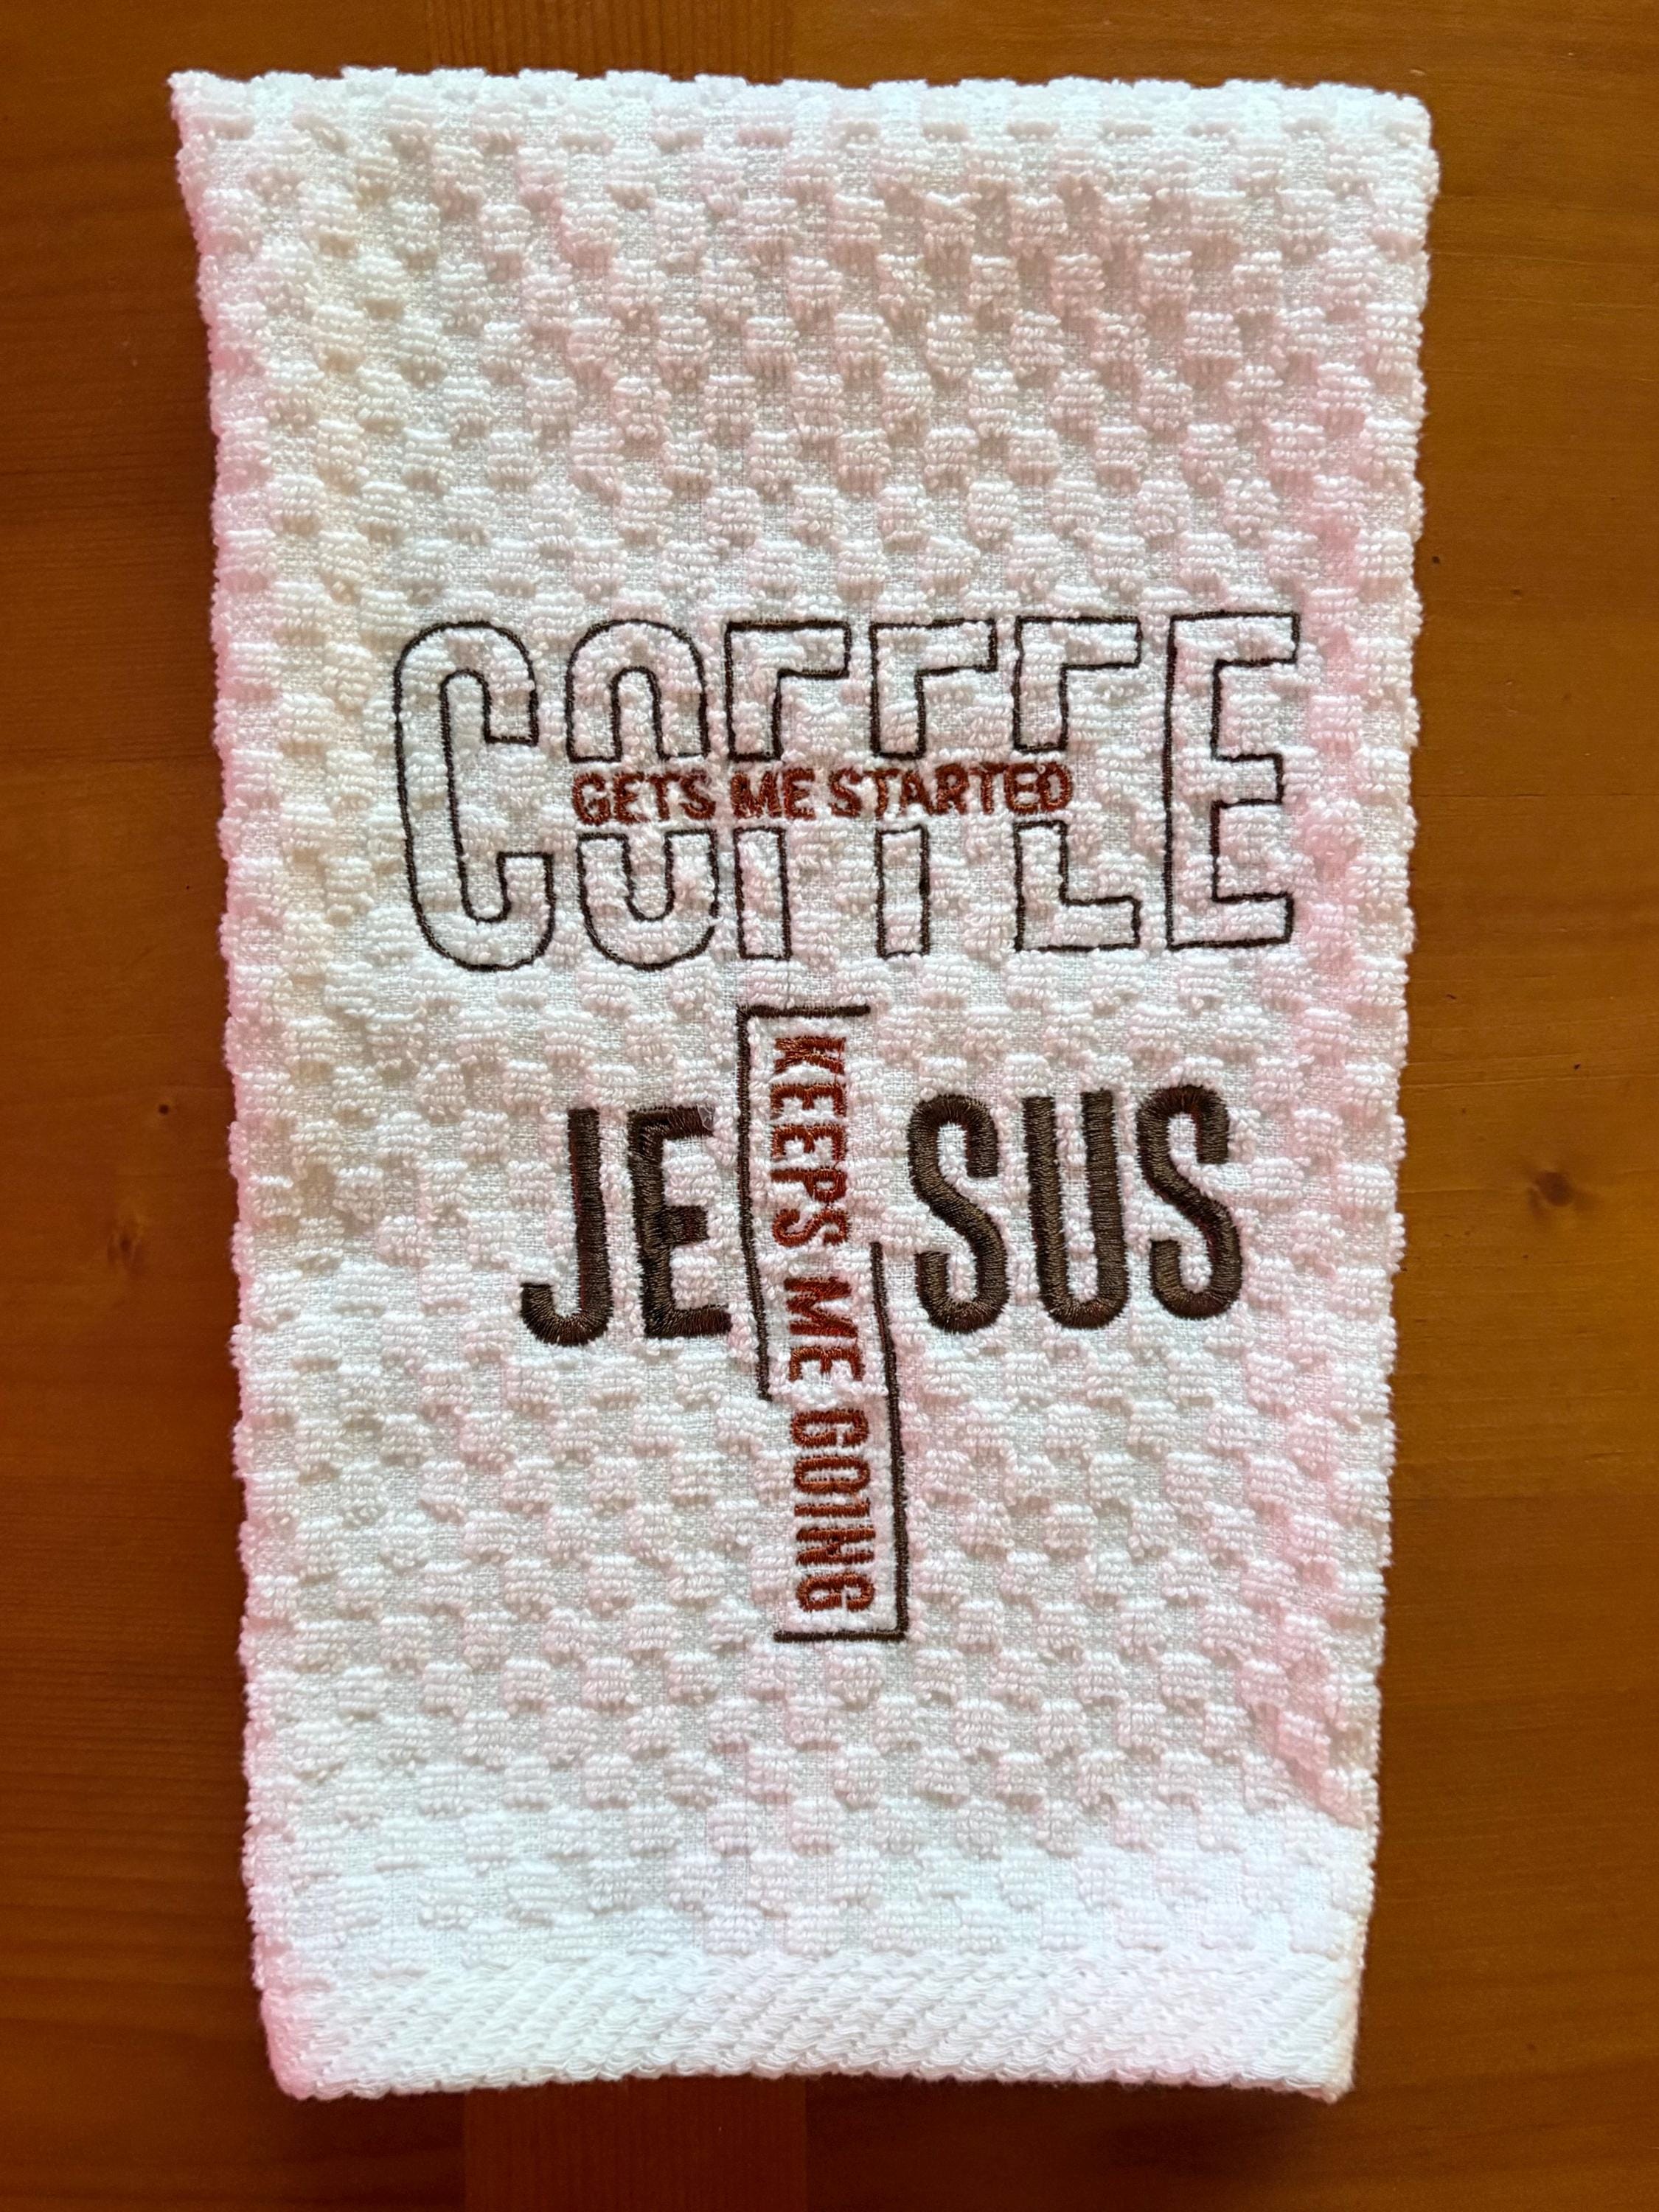 COFFEE
GETS ME STARTED
JESUS
KEEPS ME GOING